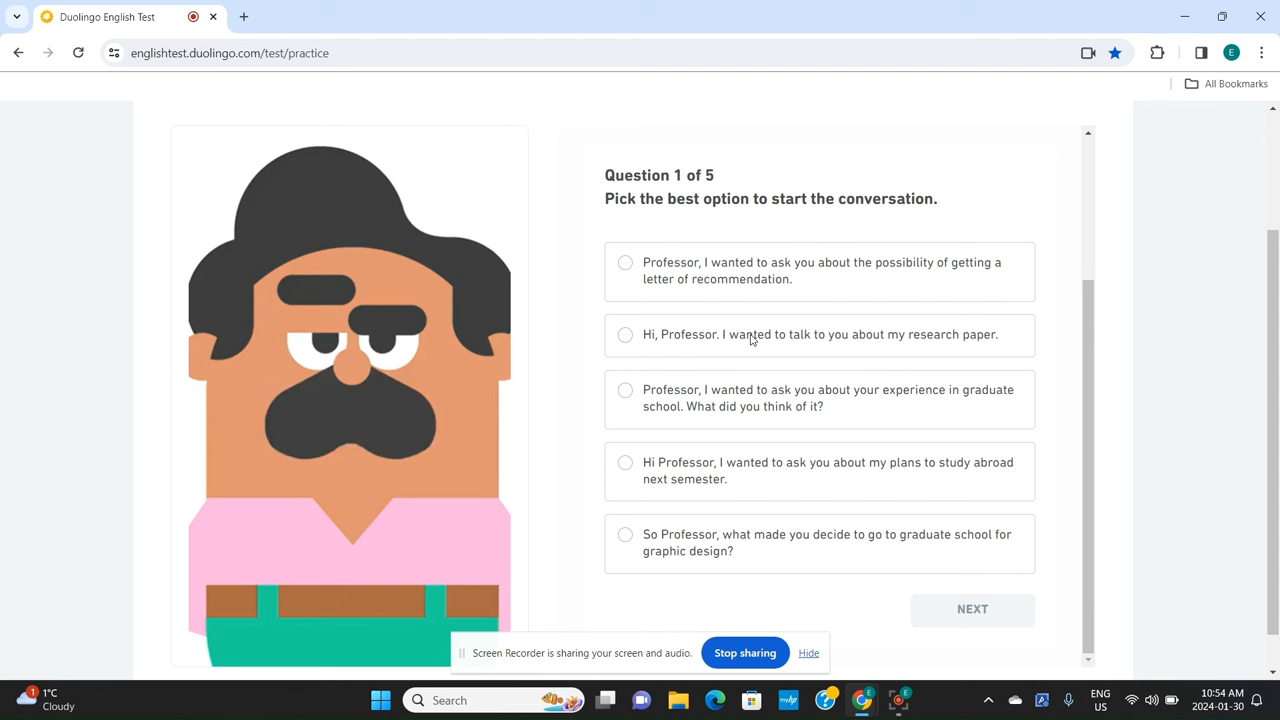 Duolingo English Test
englishtest.duolingo.com/test/practice
E
All Bookmarks
Question 1 of 5
Pick the best option to start the conversation.
Professor, I wanted to ask you about the possibility of getting a
letter of recommendation.
Hi, Professor. I wanted to talk to you about my research paper.
Professor, I wanted to ask you about your experience in graduate
school. What did you think of it?
Hi Professor, I wanted to ask you about my plans to study abroad
next semester.
So Professor, what made you decide to go to graduate school for
graphic design?
NEXT
Screen Recorder is sharing your screen and audio.
Stop sharing
Hide
1
1°C
Cloudy
Search
E
E
ENG
US
10:54 AM
2024-01-30